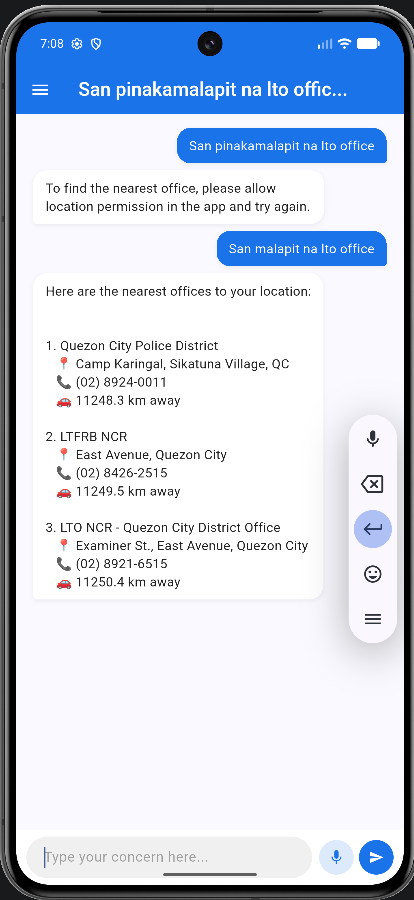 7:08
San pinakamalapit na lto offic...
San pinakamalapit na lto office
To find the nearest office, please allow
location permission in the app and try again.
San malapit na lto office
Here are the nearest offices to your location:
1. Quezon City Police District
📍 Camp Karingal, Sikatuna Village, QC
📞 (02) 8924-0011
🚗 11248.3 km away
2. LTFRB NCR
📍 East Avenue, Quezon City
📞 (02) 8426-2515
🚗 11249.5 km away
3. LTO NCR - Quezon City District Office
📍 Examiner St., East Avenue, Quezon City
📞 (02) 8921-6515
🚗 11250.4 km away
Type your concern here...